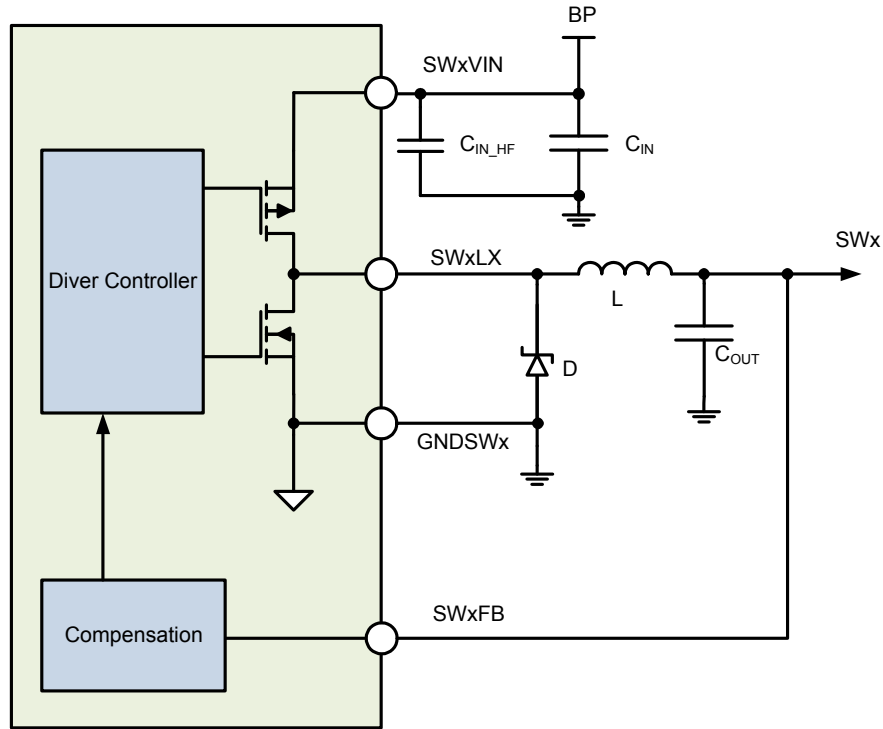 BP
SWxVIN
C_IN_HF
C_IN
SWx
SWxLX
Diver Controller
L
C_OUT
D
GNDSWx
SWxFB
Compensation